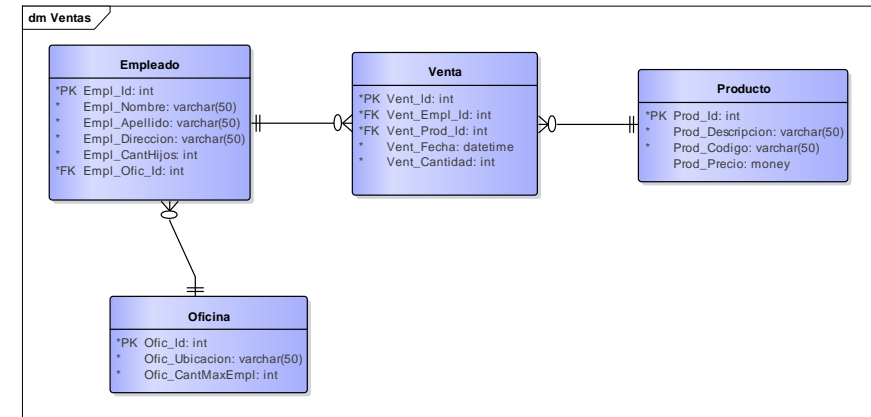 dm Ventas
Empleado
*PK Empl_Id: int
* Empl_Nombre: varchar(50)
* Empl_Apellido: varchar(50)
* Empl_Direccion: varchar(50)
* Empl_CantHijos: int
*FK Empl_Ofic_Id: int
Venta
*PK Vent_Id: int
*FK Vent_Empl_Id: int
*FK Vent_Prod_Id: int
* Vent_Fecha: datetime
* Vent_Cantidad: int
Producto
*PK Prod_Id: int
* Prod_Descripcion: varchar(50)
* Prod_Codigo: varchar(50)
Prod_Precio: money
Oficina
*PK Ofic_Id: int
* Ofic_Ubicacion: varchar(50)
* Ofic_CantMaxEmpl: int